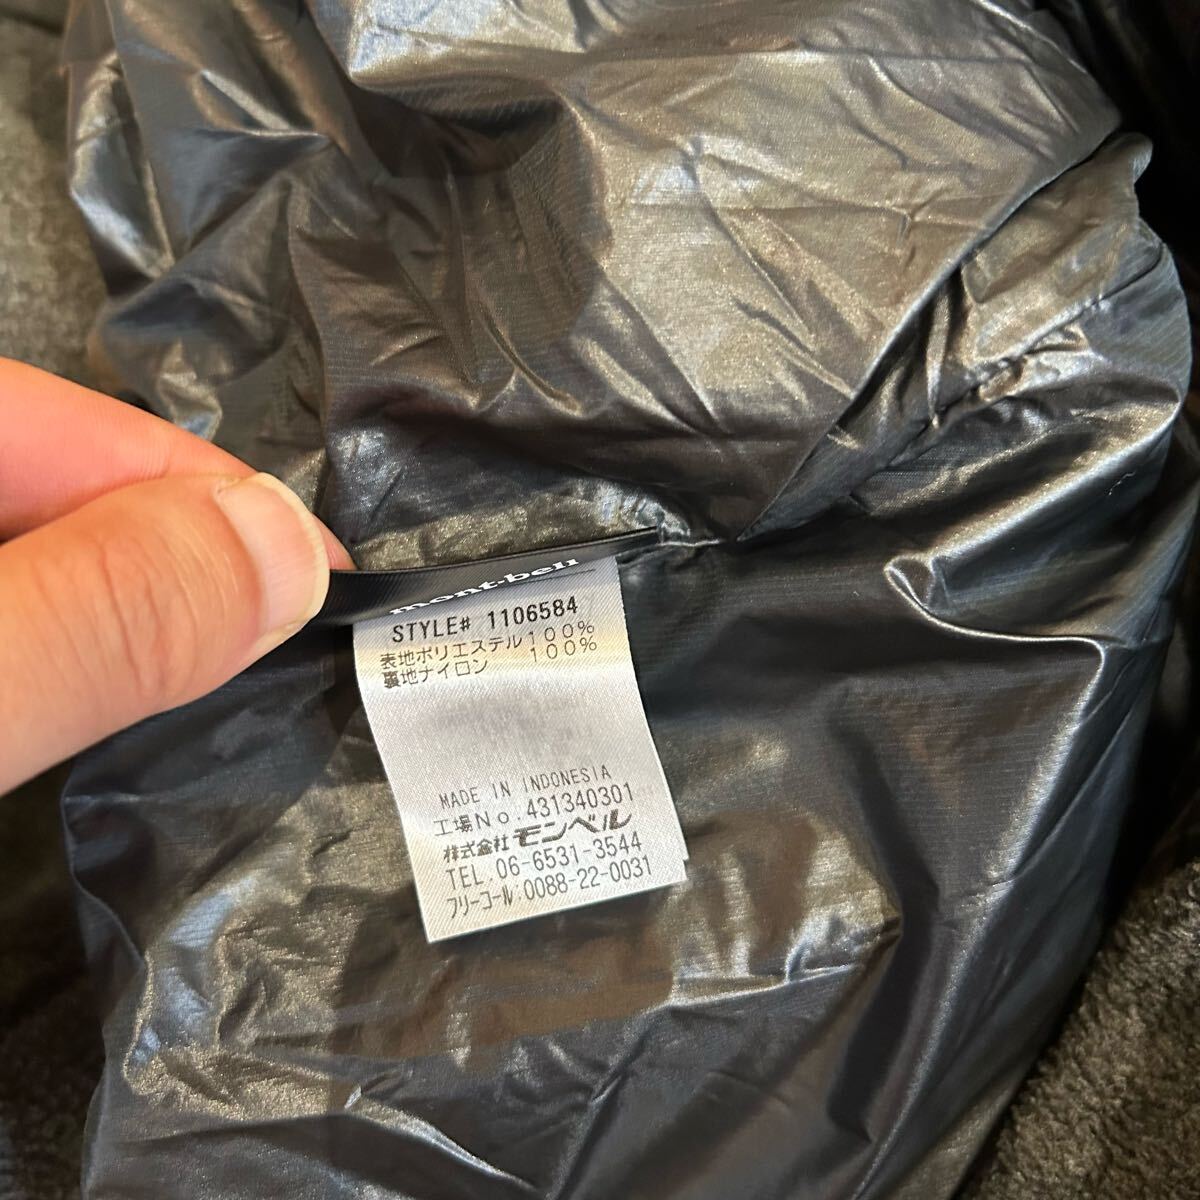 mont-bell
STYLE# 1106584
表地ポリエステル100%
裏地ナイロン 100%
MADE IN INDONESIA
工場No.431340301
株式会社モンベル
TEL.06-6531-3544
フリーコール.0088-22-0031